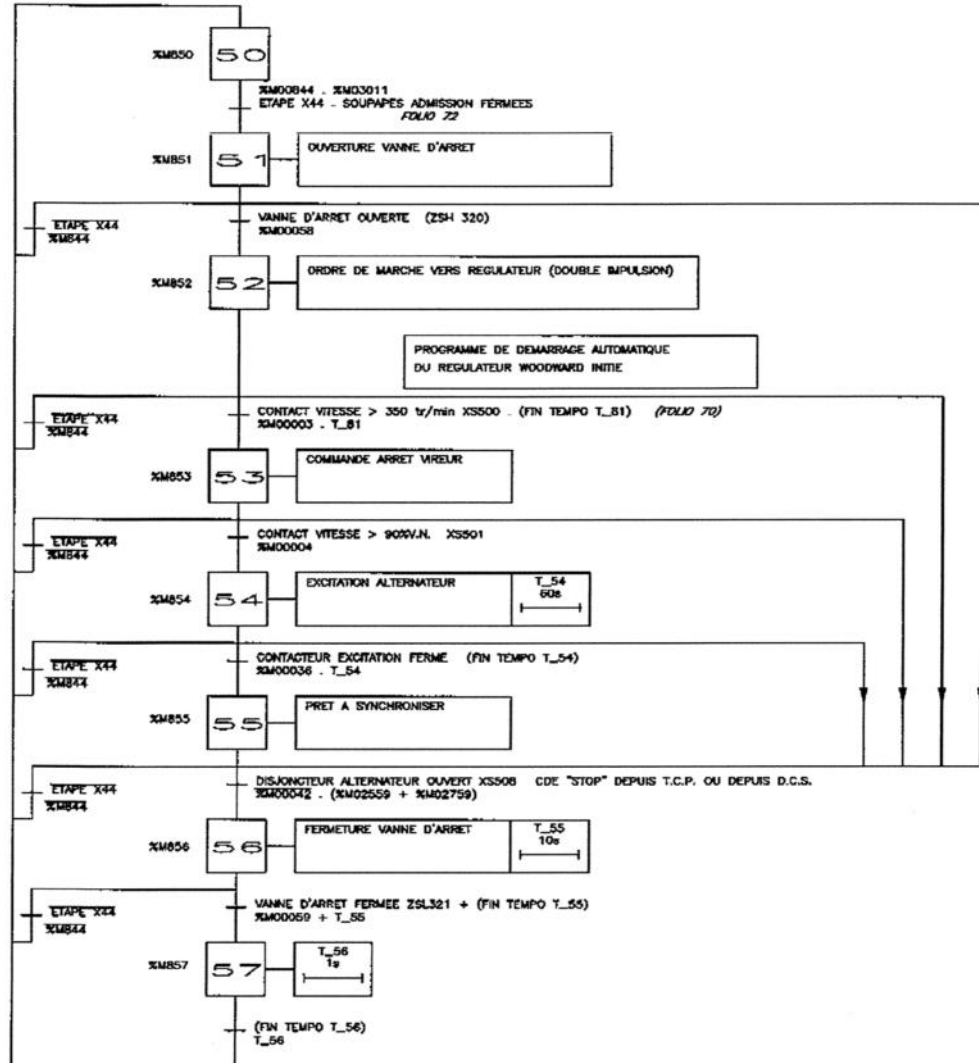 %M850
50
%M00844 . %M03011
ETAPE X44 - SOUPAPES ADMISSION FERMEES
FOLIO 72
%M851
51
OUVERTURE VANNE D'ARRET
ETAPE X44
%M844
VANNE D'ARRET OUVERTE (ZSH 320)
%M00058
%M852
52
ORDRE DE MARCHE VERS REGULATEUR (DOUBLE IMPULSION)
PROGRAMME DE DEMARRAGE AUTOMATIQUE
DU REGULATEUR WOODWARD INITIE
ETAPE X44
%M844
CONTACT VITESSE > 350 tr/min XS500 . (FIN TEMPO T_81) (FOLIO 70)
%M00003 . T_81
%M853
53
COMMANDE ARRET VIREUR
ETAPE X44
%M844
CONTACT VITESSE > 90%V.N. XS501
%M00004
%M854
54
EXCITATION ALTERNATEUR
T_54
60s
ETAPE X44
%M844
CONTACTEUR EXCITATION FERME (FIN TEMPO T_54)
%M00036 . T_54
%M855
55
PRET A SYNCHRONISER
ETAPE X44
%M844
DISJONCTEUR ALTERNATEUR OUVERT XS508 CDE "STOP" DEPUIS T.C.P. OU DEPUIS D.C.S.
%M00042 . (%M02559 + %M02759)
%M856
56
FERMETURE VANNE D'ARRET
T_55
10s
ETAPE X44
%M844
VANNE D'ARRET FERMEE ZSL321 + (FIN TEMPO T_55)
%M00059 + T_55
%M857
57
T_56
1s
(FIN TEMPO T_56)
T_56